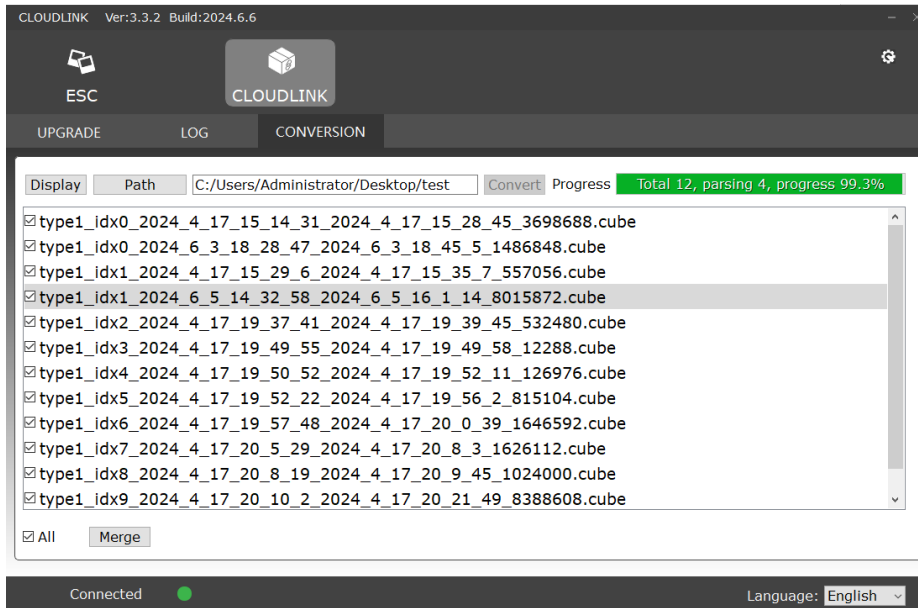 CLOUDLINK Ver:3.3.2 Build:2024.6.6
ESC CLOUDLINK
UPGRADE LOG CONVERSION
Display Path C:/Users/Administrator/Desktop/test Convert Progress Total 12, parsing 4, progress 99.3%
type1_idx0_2024_4_17_15_14_31_2024_4_17_15_28_45_3698688.cube
type1_idx0_2024_6_3_18_28_47_2024_6_3_18_45_5_1486848.cube
type1_idx1_2024_4_17_15_29_6_2024_4_17_15_35_7_557056.cube
type1_idx1_2024_6_5_14_32_58_2024_6_5_16_1_14_8015872.cube
type1_idx2_2024_4_17_19_37_41_2024_4_17_19_39_45_532480.cube
type1_idx3_2024_4_17_19_49_55_2024_4_17_19_49_58_12288.cube
type1_idx4_2024_4_17_19_50_52_2024_4_17_19_52_11_126976.cube
type1_idx5_2024_4_17_19_52_22_2024_4_17_19_56_2_815104.cube
type1_idx6_2024_4_17_19_57_48_2024_4_17_20_0_39_1646592.cube
type1_idx7_2024_4_17_20_5_29_2024_4_17_20_8_3_1626112.cube
type1_idx8_2024_4_17_20_8_19_2024_4_17_20_9_45_1024000.cube
type1_idx9_2024_4_17_20_10_2_2024_4_17_20_21_49_8388608.cube
All Merge
Connected Language: English